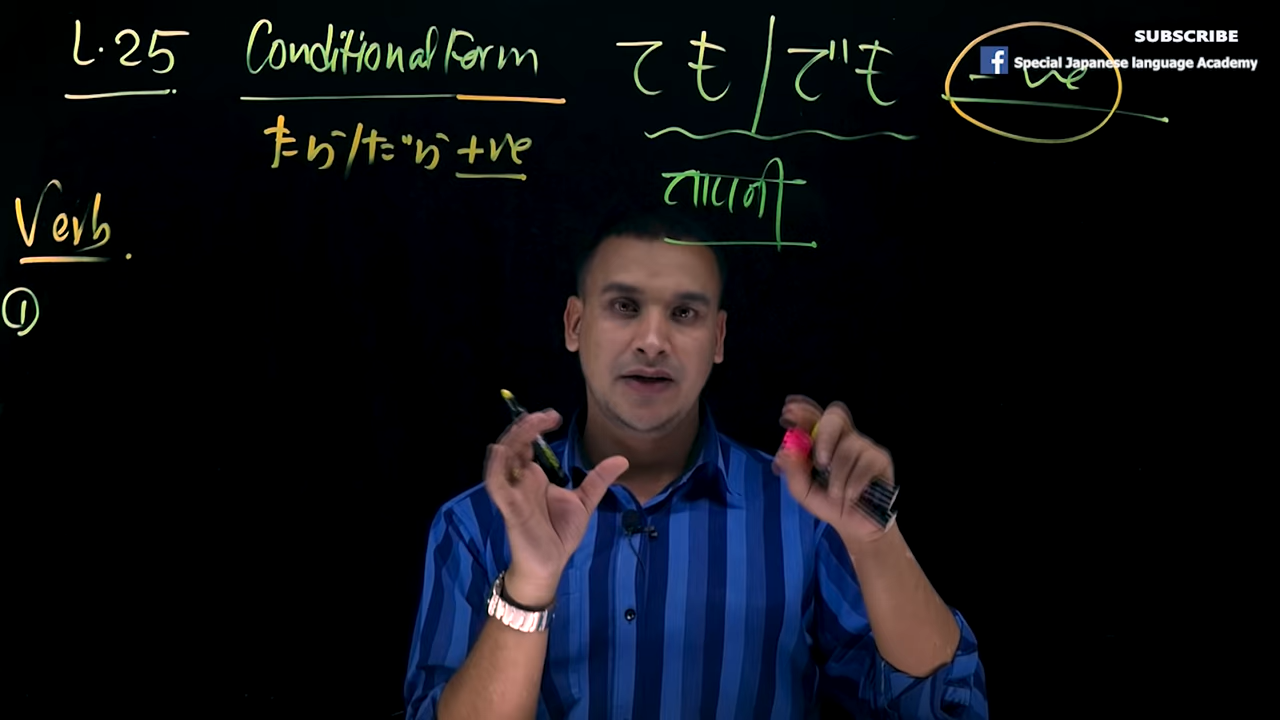 L.25 Conditional Form ても/でも -ve
SUBSCRIBE
Special Japanese language Academy
たら/だら +ve
तापनी
Verb.
①